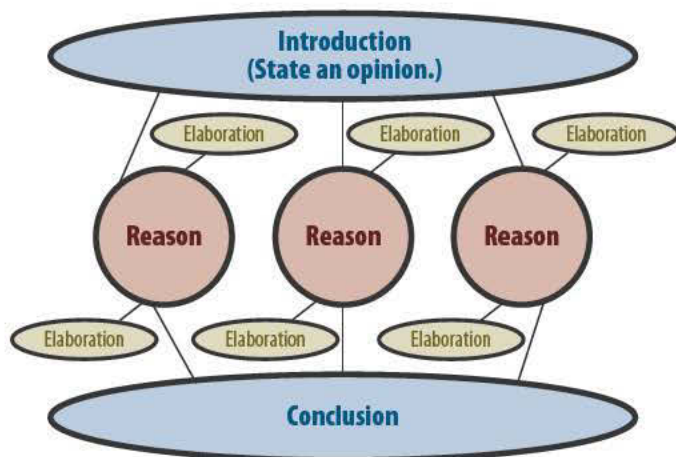 Introduction
(State an opinion.)
Elaboration
Elaboration
Elaboration
Reason
Reason
Reason
Elaboration
Elaboration
Elaboration
Conclusion